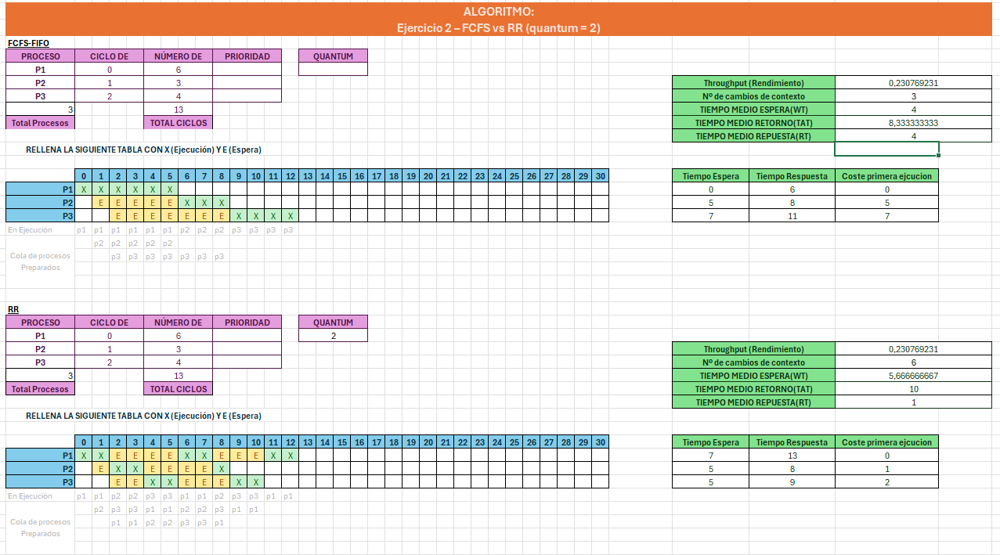 ALGORITMO:
Ejercicio 2 – FCFS vs RR (quantum = 2)
FCFS-FIFO
PROCESO CICLO DE NÚMERO DE PRIORIDAD QUANTUM
P1 0 6
P2 1 3
P3 2 4
3 13
Total Procesos TOTAL CICLOS
Throughput (Rendimiento) 0,230769231
Nº de cambios de contexto 3
TIEMPO MEDIO ESPERA(WT) 4
TIEMPO MEDIO RETORNO(TAT) 8,333333333
TIEMPO MEDIO REPUESTA(RT) 4
RELLENA LA SIGUIENTE TABLA CON X (Ejecución) Y E (Espera)
0 1 2 3 4 5 6 7 8 9 10 11 12 13 14 15 16 17 18 19 20 21 22 23 24 25 26 27 28 29 30
P1 X X X X X X
P2 E E E E E X X X
P3 E E E E E E E X X X X
Tiempo Espera Tiempo Respuesta Coste primera ejcucion
0 6 0
5 8 5
7 11 7
En Ejecución p1 p1 p1 p1 p1 p1 p2 p2 p2 p3 p3 p3 p3
p2 p2 p2 p2 p2
Cola de procesos p3 p3 p3 p3 p3 p3 p3
Preparados
RR
PROCESO CICLO DE NÚMERO DE PRIORIDAD QUANTUM
P1 0 6 2
P2 1 3
P3 2 4
3 13
Total Procesos TOTAL CICLOS
Throughput (Rendimiento) 0,230769231
Nº de cambios de contexto 6
TIEMPO MEDIO ESPERA(WT) 5,666666667
TIEMPO MEDIO RETORNO(TAT) 10
TIEMPO MEDIO REPUESTA(RT) 1
RELLENA LA SIGUIENTE TABLA CON X (Ejecución) Y E (Espera)
0 1 2 3 4 5 6 7 8 9 10 11 12 13 14 15 16 17 18 19 20 21 22 23 24 25 26 27 28 29 30
P1 X X E E E E X X E E E X X
P2 E X X E E E E X
P3 E E X X E E E X X
Tiempo Espera Tiempo Respuesta Coste primera ejcucion
7 13 0
5 8 1
5 9 2
En Ejecución p1 p1 p2 p2 p3 p3 p1 p1 p2 p3 p3 p1 p1
p2 p3 p3 p1 p1 p2 p2 p3 p1 p1
Cola de procesos p1 p1 p2 p2 p3 p3 p1
Preparados